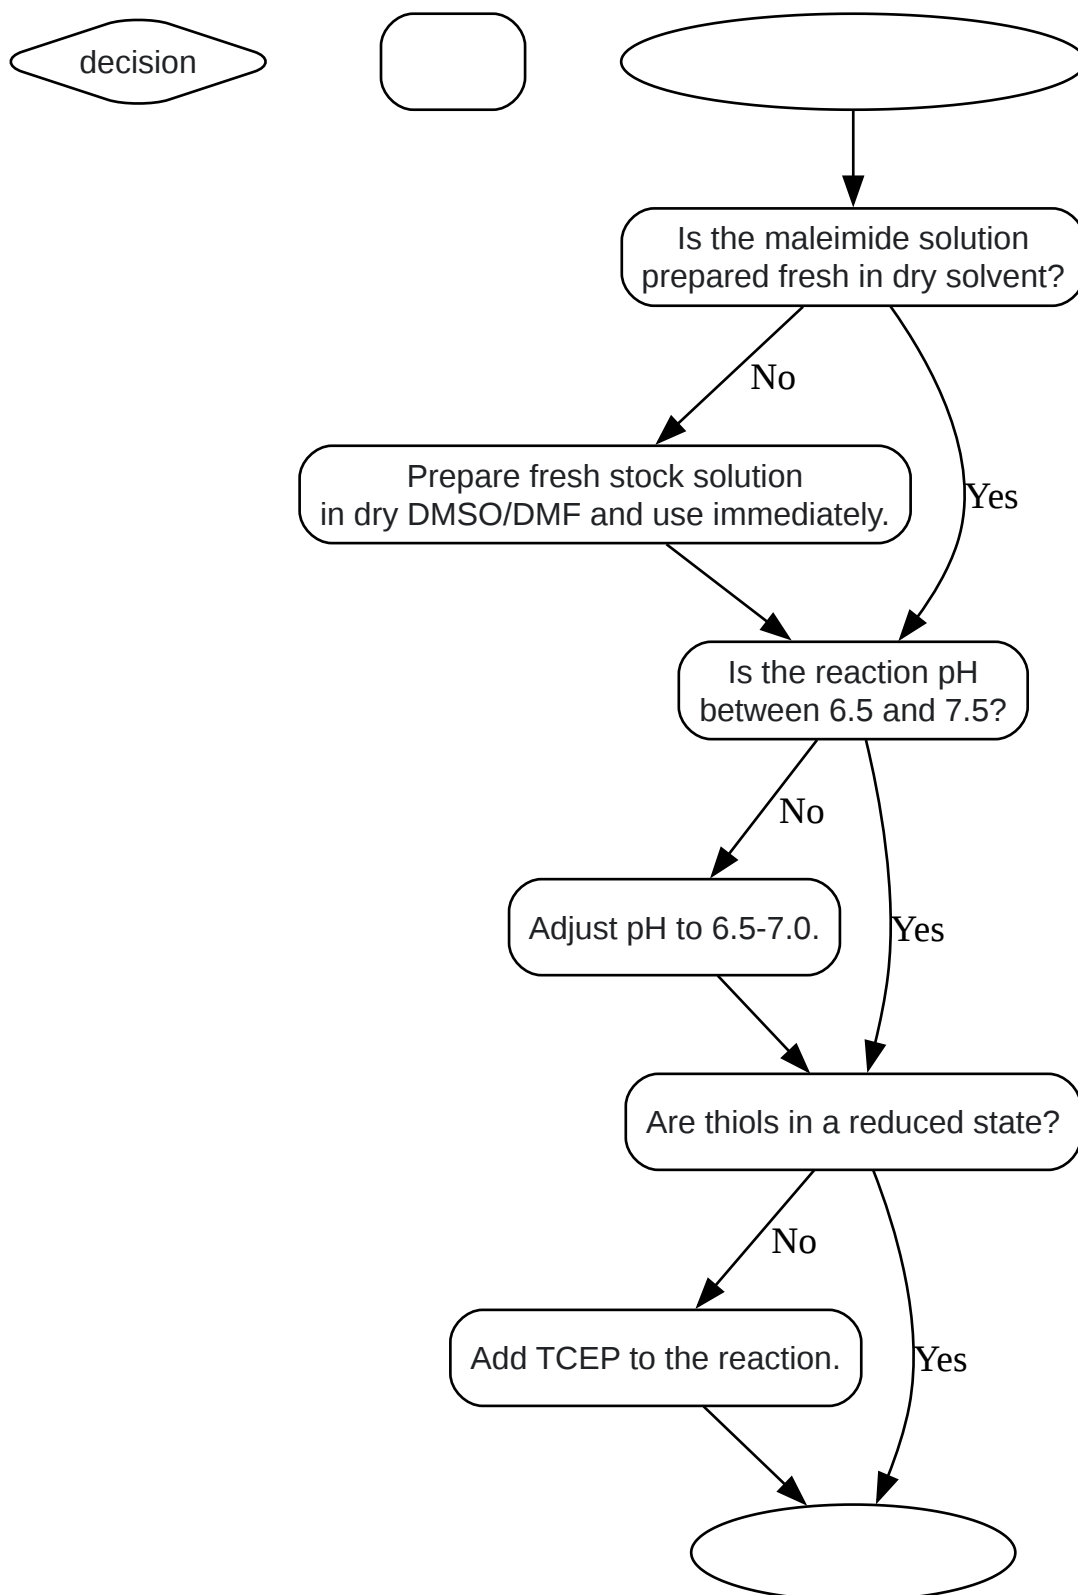 decision
Is the maleimide solution
prepared fresh in dry solvent?
No
Prepare fresh stock solution
in dry DMSO/DMF and use immediately.
Yes
Is the reaction pH
between 6.5 and 7.5?
No
Adjust pH to 6.5-7.0.
Yes
Are thiols in a reduced state?
No
Add TCEP to the reaction.
Yes